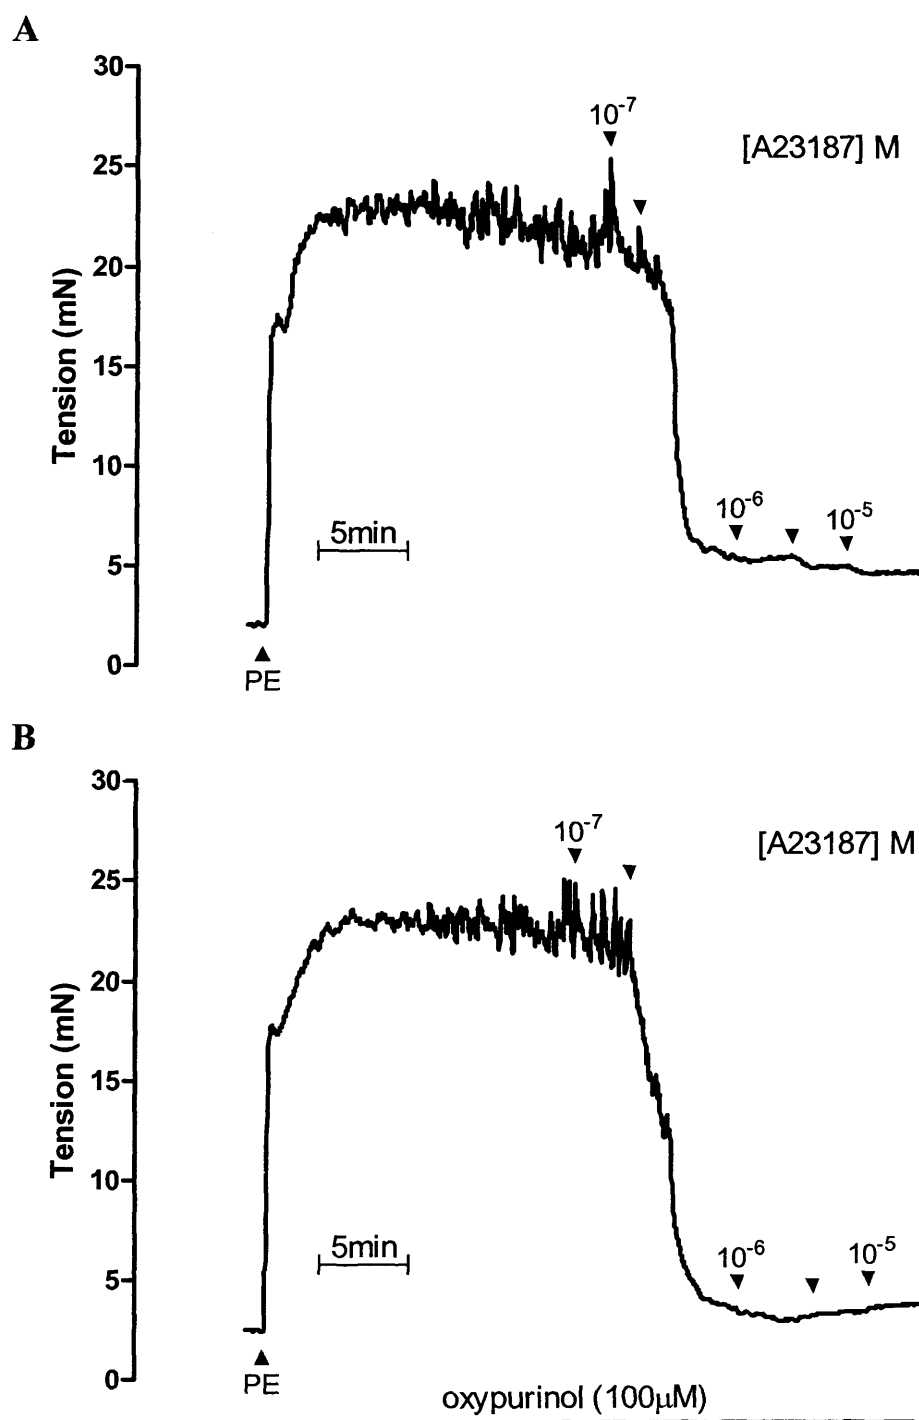 A
30
10⁻⁷
[A23187] M
25
20
Tension (mN)
15
10
10⁻⁶
10⁻⁵
5min
5
0
PE
B
30
10⁻⁷
[A23187] M
25
20
Tension (mN)
15
10
5min
10⁻⁶
10⁻⁵
5
0
PE
oxypurinol (100µM)